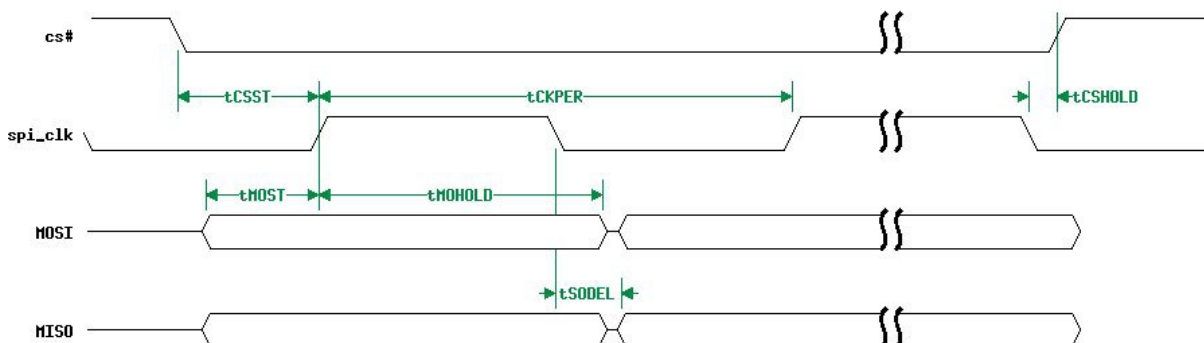 cs#
tCSST tCKPER tCSHOLD
spi_clk
tMOST tMOHOLD
MOSI
tSODEL
MISO